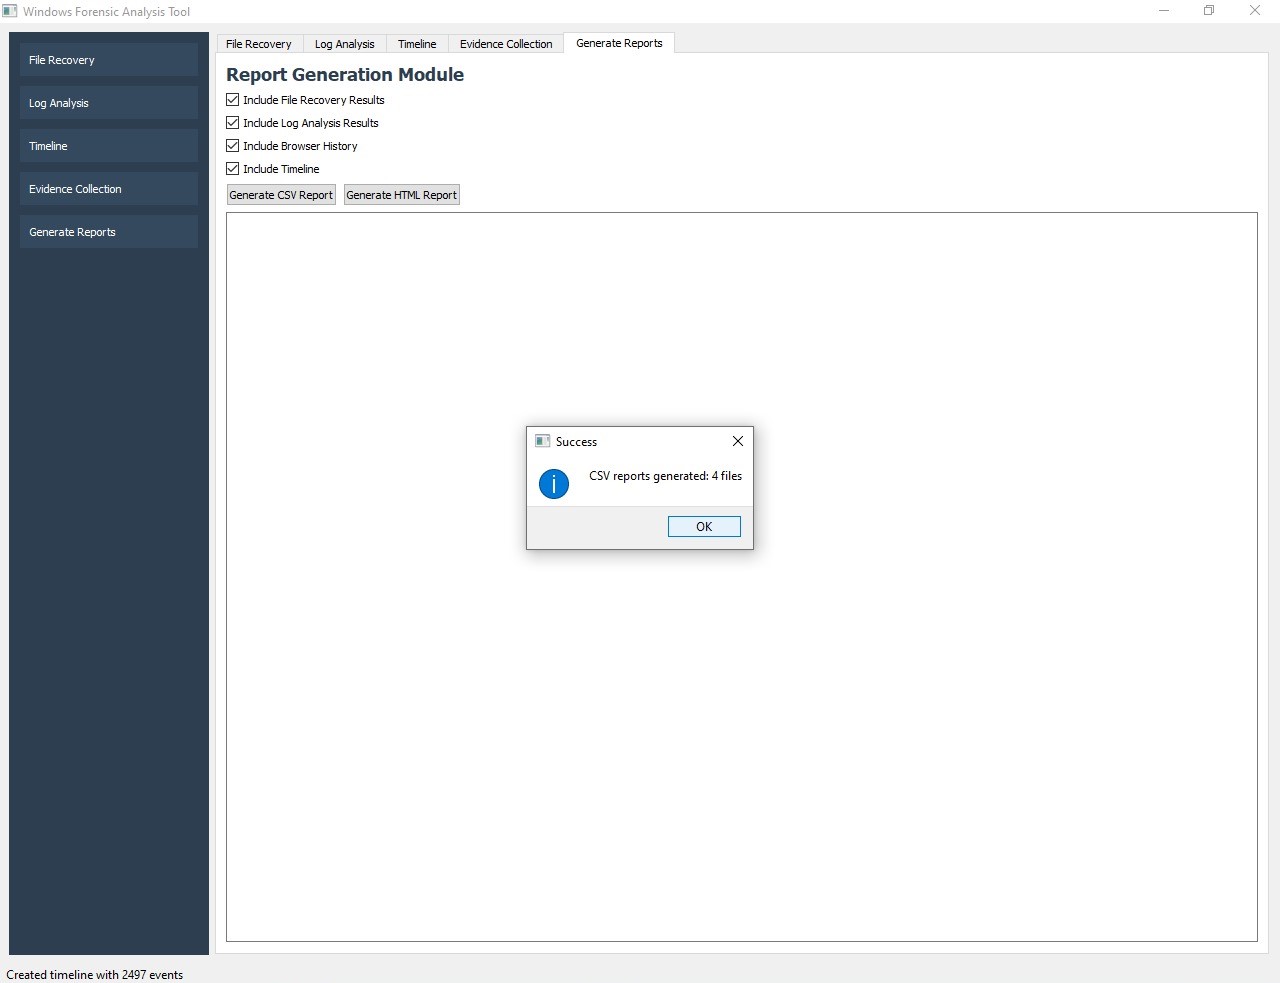 Windows Forensic Analysis Tool
File Recovery
Log Analysis
Timeline
Evidence Collection
Generate Reports
File Recovery Log Analysis Timeline Evidence Collection Generate Reports
Report Generation Module
Include File Recovery Results
Include Log Analysis Results
Include Browser History
Include Timeline
Generate CSV Report Generate HTML Report
Success
CSV reports generated: 4 files
OK
Created timeline with 2497 events